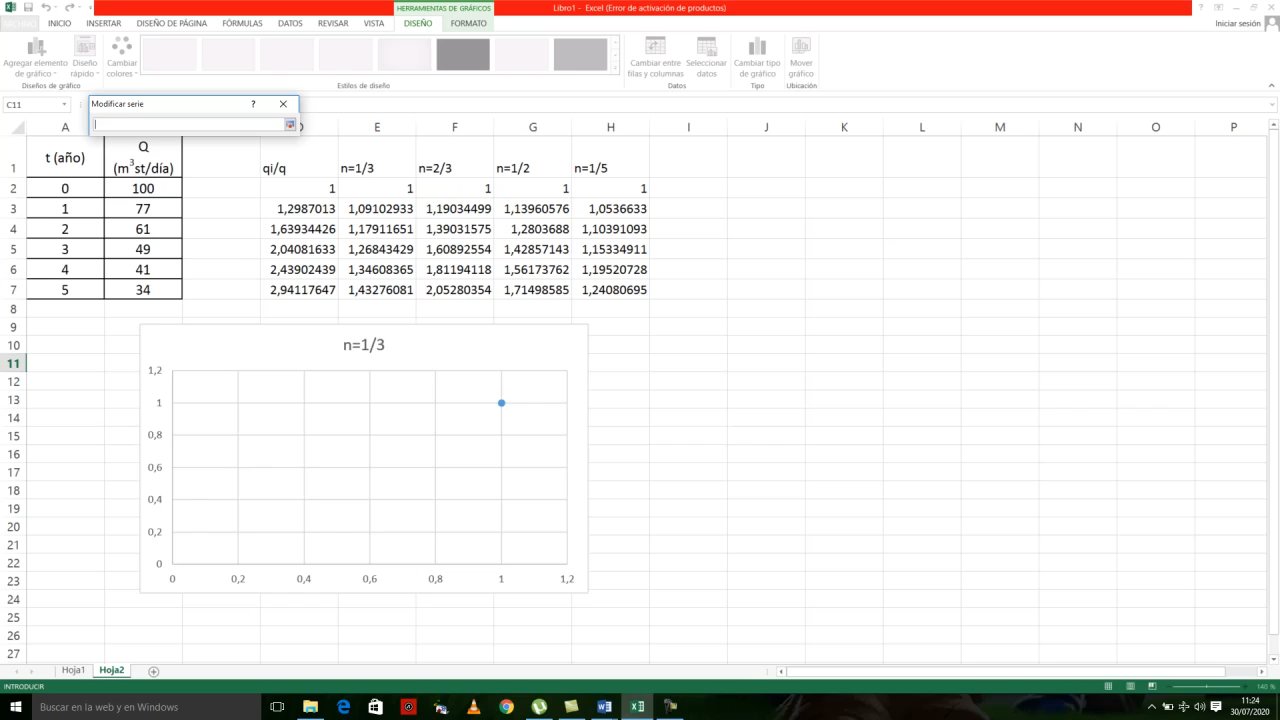 HERRAMIENTAS DE GRÁFICOS
Libro1 - Excel (Error de activación de productos)
INICIO INSERTAR DISEÑO DE PÁGINA FÓRMULAS DATOS REVISAR VISTA DISEÑO FORMATO Iniciar sesión
Agregar elemento de gráfico
Diseño rápido
Cambiar colores
Cambiar entre filas y columnas
Seleccionar datos
Cambiar tipo de gráfico
Mover gráfico
Diseños de gráfico Estilos de diseño Datos Tipo Ubicación
C11
Modificar serie ?
A D E F G H I J K L M N O P
1 t (año) Q (m3st/día) qi/q n=1/3 n=2/3 n=1/2 n=1/5
2 0 100 1 1 1 1 1
3 1 77 1,2987013 1,09102933 1,19034499 1,13960576 1,0536633
4 2 61 1,63934426 1,17911651 1,39031575 1,2803688 1,10391093
5 3 49 2,04081633 1,26843429 1,60892554 1,42857143 1,15334911
6 4 41 2,43902439 1,34608365 1,81194118 1,56173762 1,19520728
7 5 34 2,94117647 1,43276081 2,05280354 1,71498585 1,24080695
8
9
10
11
12
13
14
15
16
17
18
19
20
21
22
23
24
25
26
27
n=1/3
1,2
1
0,8
0,6
0,4
0,2
0
0 0,2 0,4 0,6 0,8 1 1,2
Hoja1 Hoja2
INTRODUCIR 140 %
Buscar en la web y en Windows
11:24
30/07/2020